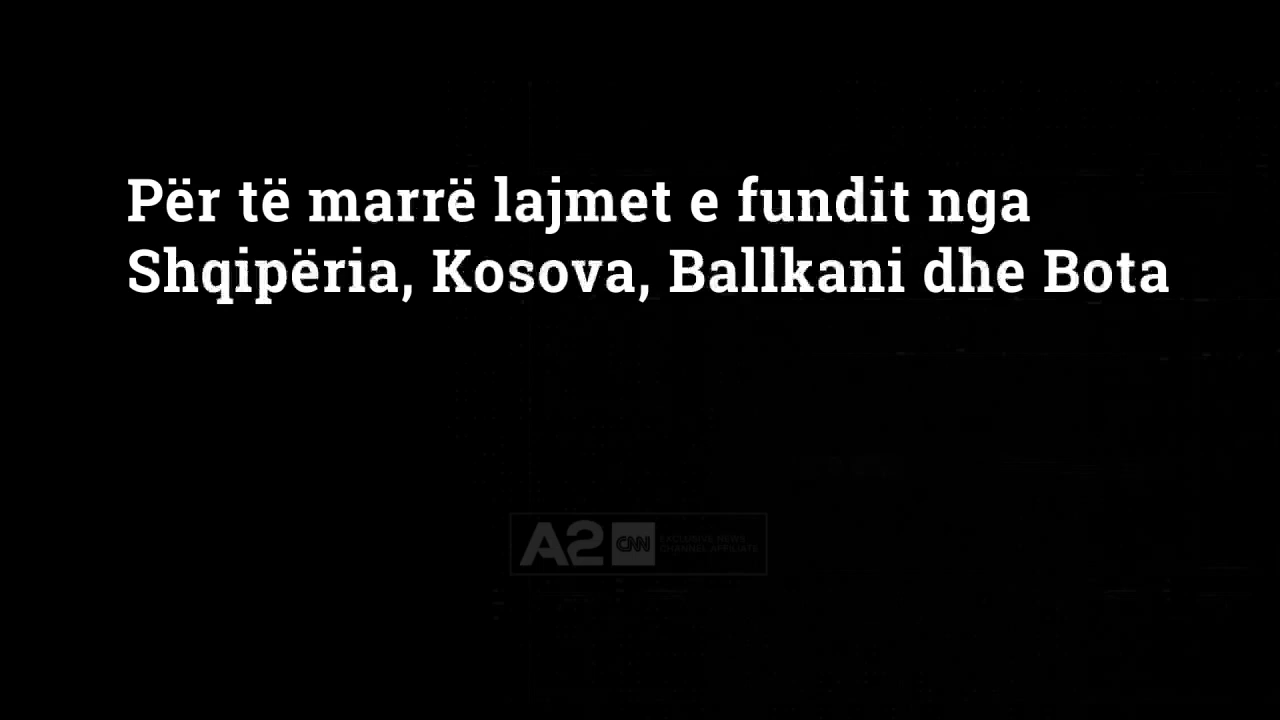 Për të marrë lajmet e fundit nga
Shqipëria, Kosova, Ballkani dhe Bota
A2 CNN EXCLUSIVE NEWS
CHANNEL AFFILIATE